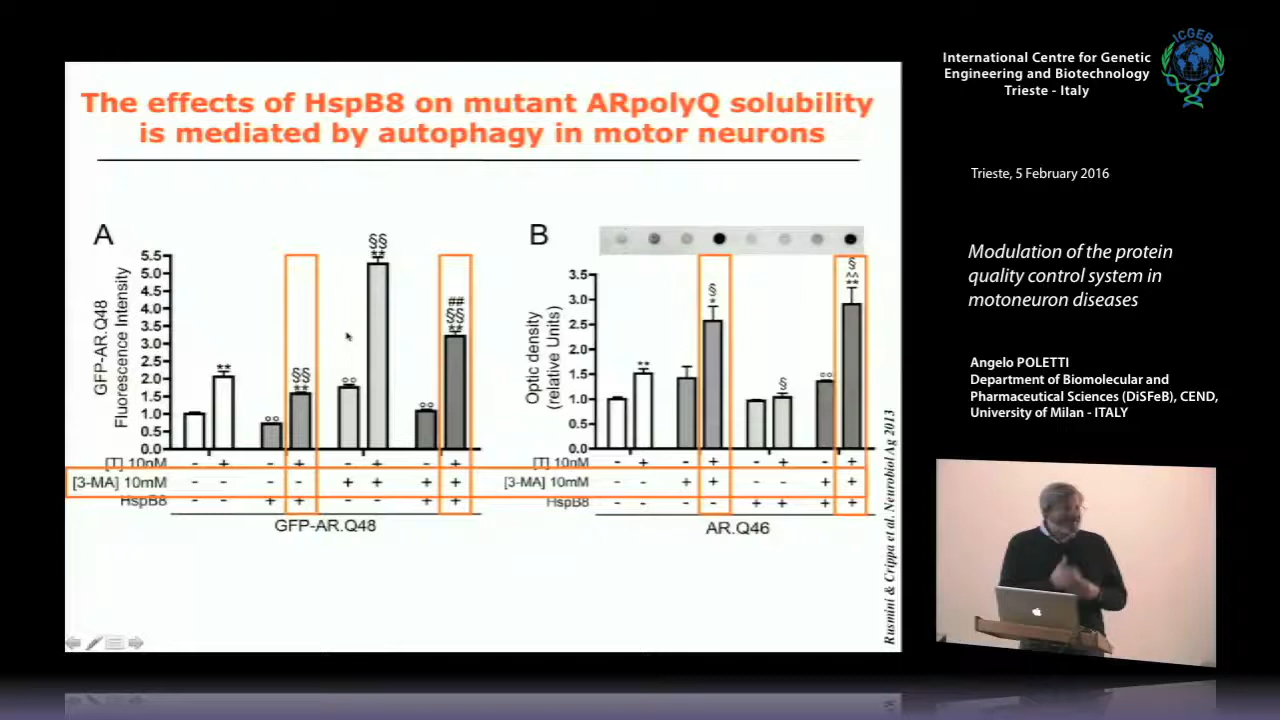 The effects of HspB8 on mutant ARpolyQ solubility
is mediated by autophagy in motor neurons
A
GFP-AR.Q48
Fluorescence Intensity
5.5
5.0
4.5
4.0
3.5
3.0
2.5
2.0
1.5
1.0
0.5
0.0
** °° §§ ** °° §§ ** °° ## §§ **
[T] 10nM - + - + - + - +
[3-MA] 10mM - - - - + + + +
HspB8 - - + + - - + +
GFP-AR.Q48
B
Optic density
(relative Units)
3.5
3.0
2.5
2.0
1.5
1.0
0.5
0.0
** § * § °° § ^^ **
[T] 10nM - + - + - + - +
[3-MA] 10mM - - + + - - + +
HspB8 - - - - + + + +
AR.Q46
Rusmini & Crippa et al. Neurobiol Ag 2013
International Centre for Genetic
Engineering and Biotechnology
Trieste - Italy
ICGEB
Trieste, 5 February 2016
Modulation of the protein
quality control system in
motoneuron diseases
Angelo POLETTI
Department of Biomolecular and
Pharmaceutical Sciences (DiSFeB), CEND,
University of Milan - ITALY